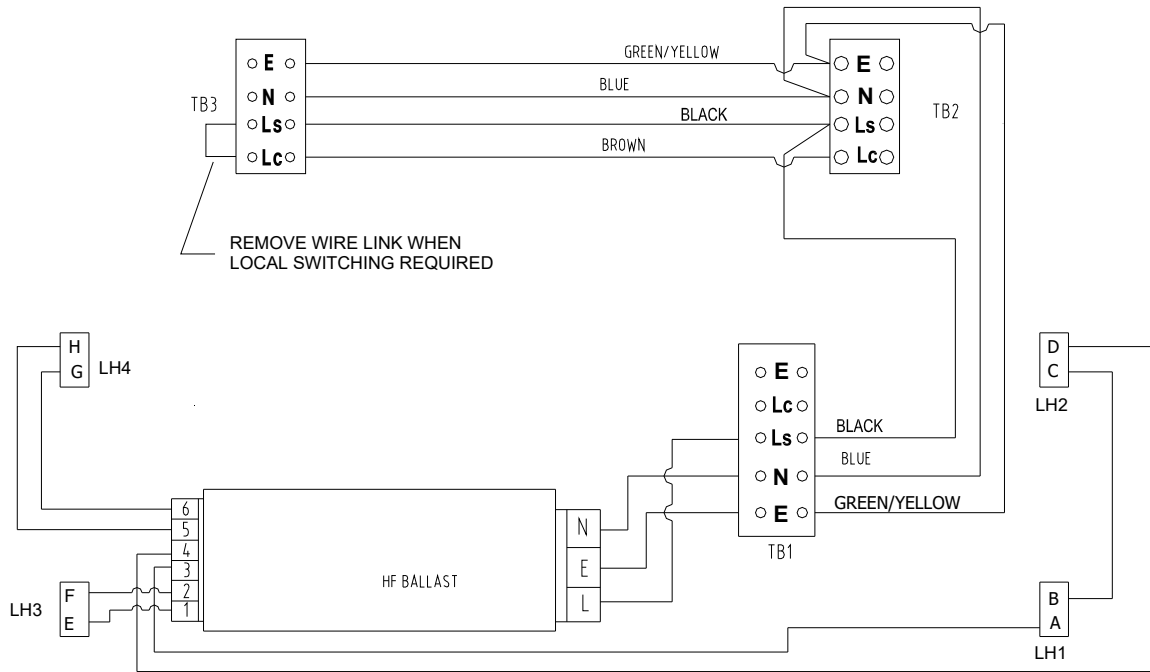 GREEN/YELLOW
BLUE
BLACK
BROWN
TB3
E
N
Ls
Lc
E
N
Ls
Lc
TB2
REMOVE WIRE LINK WHEN
LOCAL SWITCHING REQUIRED
H
G
LH4
D
C
LH2
E
Lc
Ls
N
E
TB1
BLACK
BLUE
GREEN/YELLOW
6
5
4
3
2
1
HF BALLAST
N
E
L
LH3
F
E
B
A
LH1